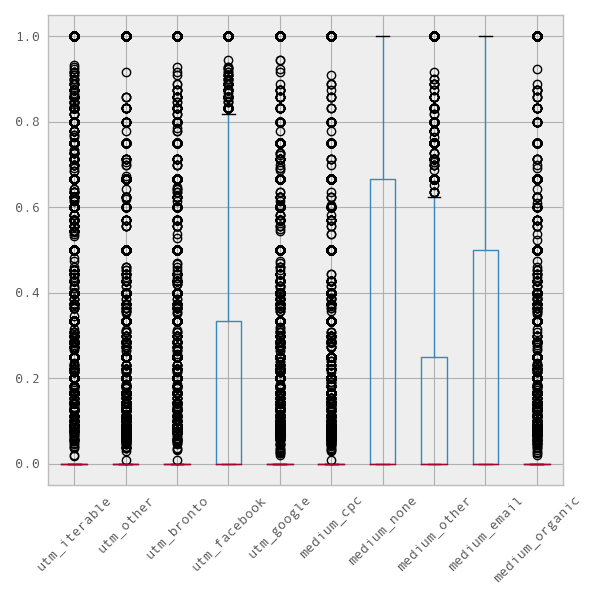 1.0
0.8
0.6
0.4
0.2
0.0
utm_iterable
utm_other
utm_bronto
utm_facebook
utm_google
medium_cpc
medium_none
medium_other
medium_email
medium_organic